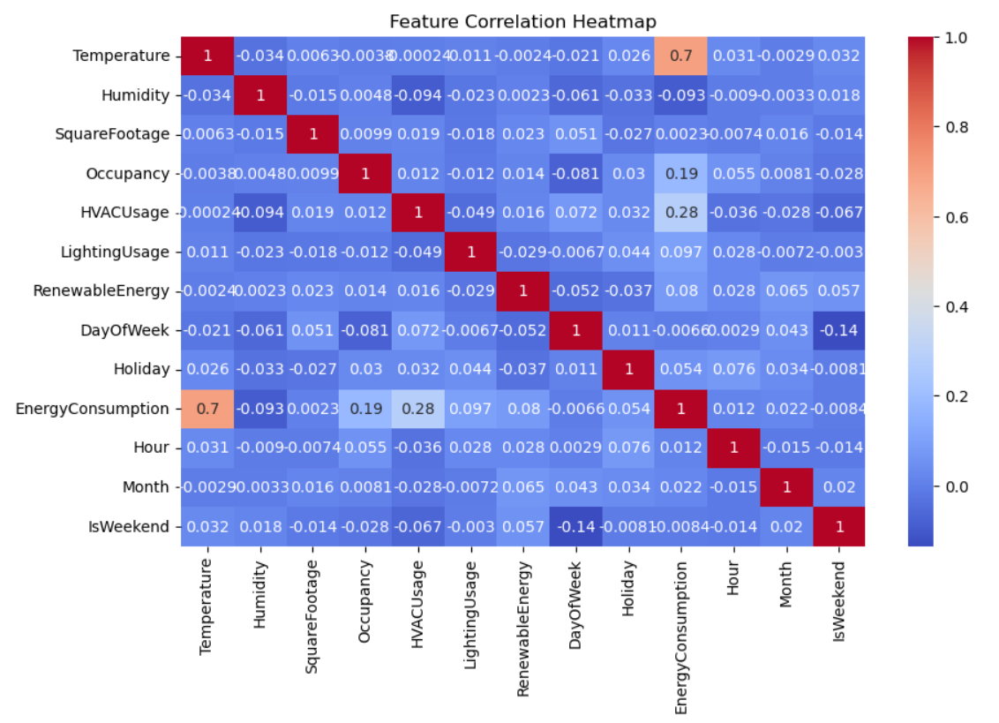 Feature Correlation Heatmap
Temperature 1 -0.034 0.0063 -0.0038 -0.00024 0.011 -0.0024 -0.021 0.026 0.7 0.031 -0.0029 0.032
Humidity -0.034 1 -0.015 0.0048 -0.094 -0.023 0.0023 -0.061 -0.033 -0.093 -0.009 -0.0033 0.018
SquareFootage 0.0063 -0.015 1 0.0099 0.019 -0.018 0.023 0.051 -0.027 0.0023 -0.0074 0.016 -0.014
Occupancy -0.0038 0.0048 0.0099 1 0.012 -0.012 0.014 -0.081 0.03 0.19 0.055 0.0081 -0.028
HVACUsage -0.00024 -0.094 0.019 0.012 1 -0.049 0.016 0.072 0.032 0.28 -0.036 -0.028 -0.067
LightingUsage 0.011 -0.023 -0.018 -0.012 -0.049 1 -0.029 -0.0067 0.044 0.097 0.028 -0.0072 -0.003
RenewableEnergy -0.0024 0.0023 0.023 0.014 0.016 -0.029 1 -0.052 -0.037 0.08 0.028 0.065 0.057
DayOfWeek -0.021 -0.061 0.051 -0.081 0.072 -0.0067 -0.052 1 0.011 -0.0066 0.0029 0.043 -0.14
Holiday 0.026 -0.033 -0.027 0.03 0.032 0.044 -0.037 0.011 1 0.054 0.076 0.034 -0.0081
EnergyConsumption 0.7 -0.093 0.0023 0.19 0.28 0.097 0.08 -0.0066 0.054 1 0.012 0.022 -0.0084
Hour 0.031 -0.009 -0.0074 0.055 -0.036 0.028 0.028 0.0029 0.076 0.012 1 -0.015 -0.014
Month -0.0029 -0.0033 0.016 0.0081 -0.028 -0.0072 0.065 0.043 0.034 0.022 -0.015 1 0.02
IsWeekend 0.032 0.018 -0.014 -0.028 -0.067 -0.003 0.057 -0.14 -0.0081 -0.0084 -0.014 0.02 1
Temperature
Humidity
SquareFootage
Occupancy
HVACUsage
LightingUsage
RenewableEnergy
DayOfWeek
Holiday
EnergyConsumption
Hour
Month
IsWeekend
1.0
0.8
0.6
0.4
0.2
0.0